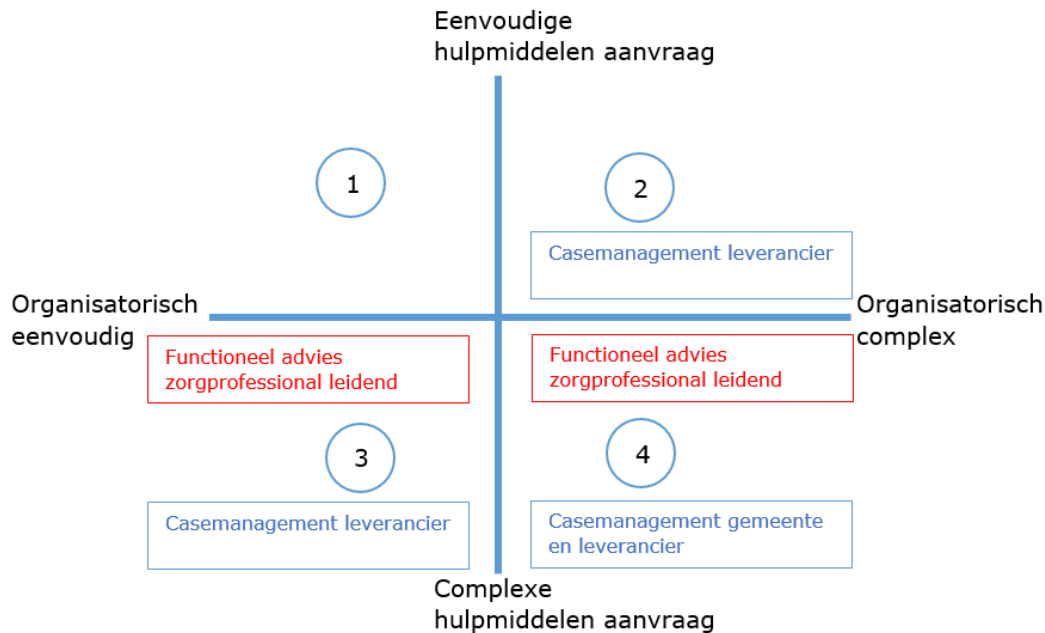 Eenvoudige
hulpmiddelen aanvraag
1
2
Casemanagement leverancier
Organisatorisch
eenvoudig
Organisatorisch
complex
Functioneel advies
zorgprofessional leidend
Functioneel advies
zorgprofessional leidend
3
4
Casemanagement leverancier
Casemanagement gemeente
en leverancier
Complexe
hulpmiddelen aanvraag